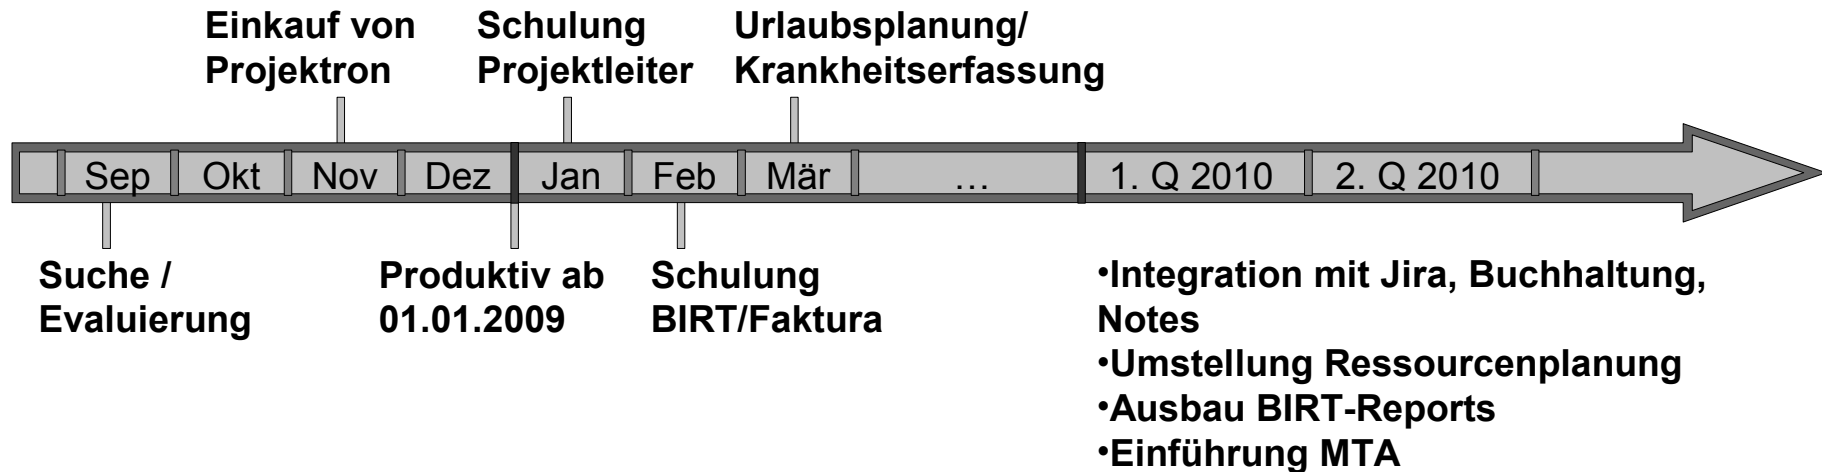 Einkauf von
Projektron
Schulung
Projektleiter
Urlaubsplanung/
Krankheitserfassung
Sep Okt Nov Dez Jan Feb Mär ... 1. Q 2010 2. Q 2010
Suche /
Evaluierung
Produktiv ab
01.01.2009
Schulung
BIRT/Faktura
•Integration mit Jira, Buchhaltung,
Notes
•Umstellung Ressourcenplanung
•Ausbau BIRT-Reports
•Einführung MTA